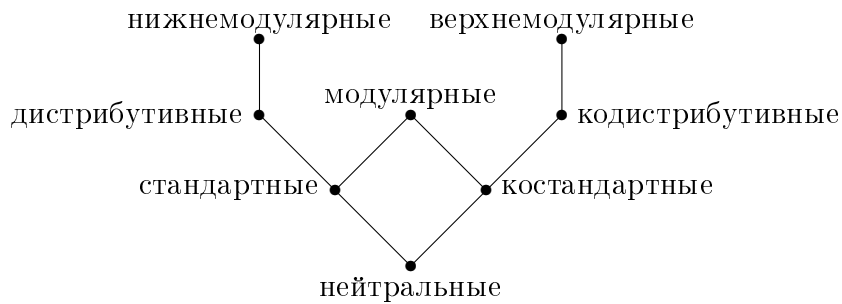 нижнемодулярные верхнемодулярные
модулярные
дистрибутивные кодистрибутивные
стандартные костандартные
нейтральные